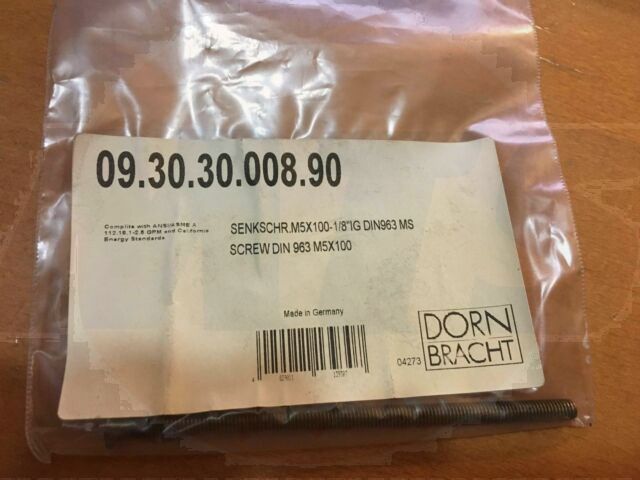 09.30.30.008.90
Complies with ANSI/ASME A
112.18.1-2.5 GPM and California
Energy Standards
SENKSCHR.M5X100-1/8"IG DIN963 MS
SCREW DIN 963 M5X100
Made in Germany
04273
DORN
BRACHT